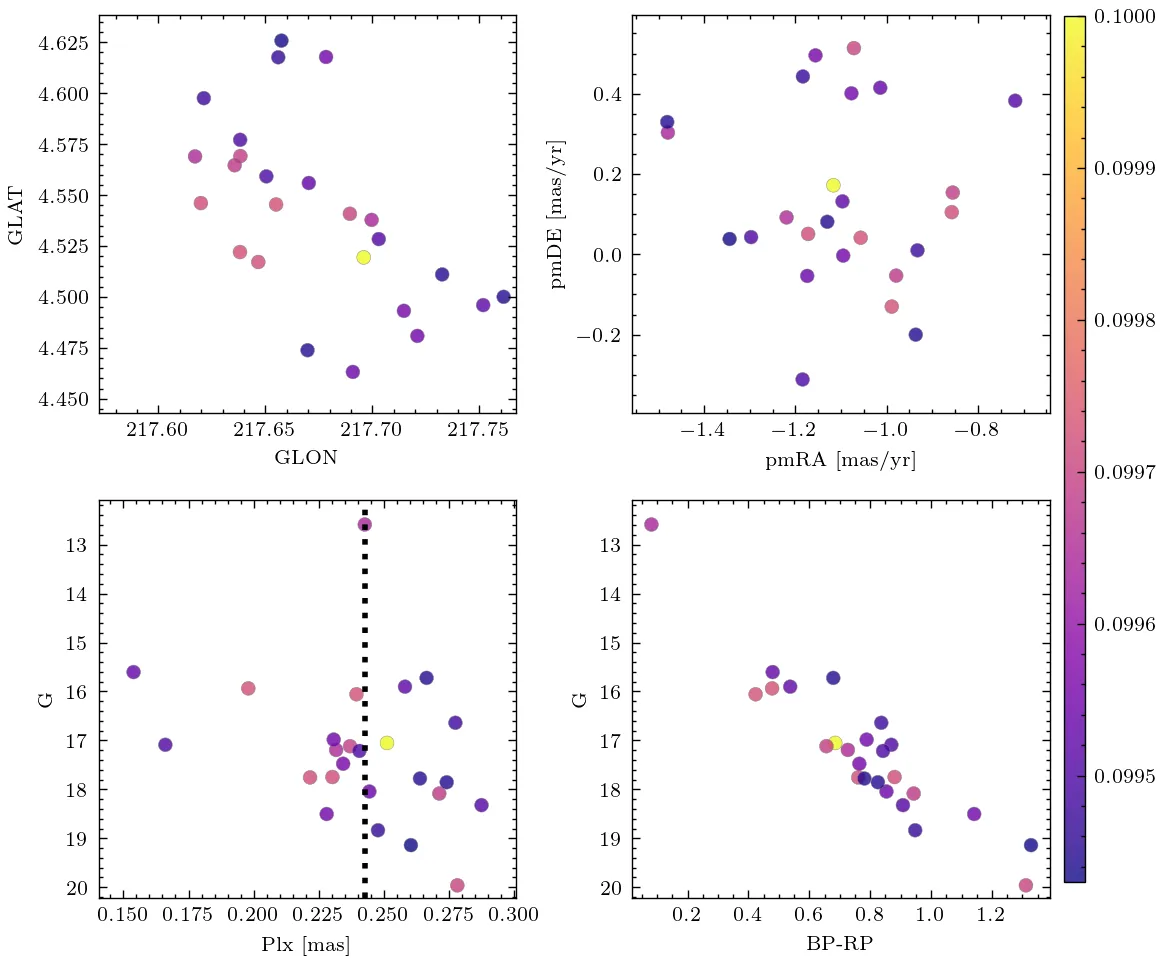 4.625
4.600
4.575
4.550
4.525
4.500
4.475
4.450
GLAT
217.60 217.65 217.70 217.75
GLON
0.4
0.2
0.0
−0.2
pmDE [mas/yr]
−1.4 −1.2 −1.0 −0.8
pmRA [mas/yr]
13
14
15
16
17
18
19
20
G
0.150 0.175 0.200 0.225 0.250 0.275 0.300
Plx [mas]
13
14
15
16
17
18
19
20
G
0.2 0.4 0.6 0.8 1.0 1.2
BP-RP
0.1000
0.0999
0.0998
0.0997
0.0996
0.0995